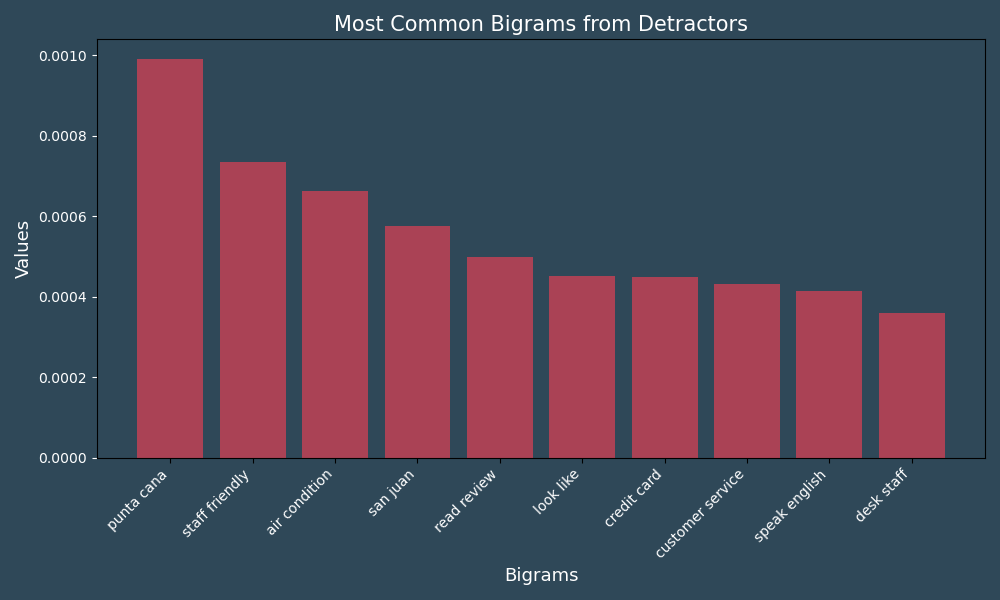 Most Common Bigrams from Detractors
Values
0.0010
0.0008
0.0006
0.0004
0.0002
0.0000
punta cana
staff friendly
air condition
san juan
read review
look like
credit card
customer service
speak english
desk staff
Bigrams